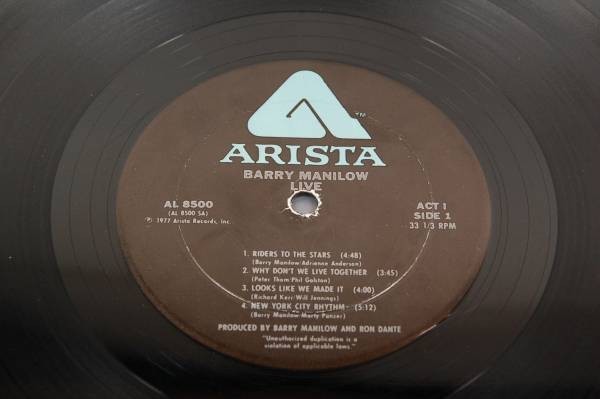 TM
ARISTA
BARRY MANILOW
LIVE
AL 8500
(AL 8500 SA)
℗ 1977 Arista Records, Inc.
ACT I
SIDE 1
33 1/3 RPM
1. RIDERS TO THE STARS (4:48)
(Barry Manilow-Adrienne Anderson)
2. WHY DON'T WE LIVE TOGETHER (3:45)
(Peter Thom-Phil Galston)
3. LOOKS LIKE WE MADE IT (4:00)
(Richard Kerr-Will Jennings)
4. NEW YORK CITY RHYTHM (5:12)
(Barry Manilow-Marty Panzer)
PRODUCED BY BARRY MANILOW AND RON DANTE
"Unauthorized duplication is a
violation of applicable laws."